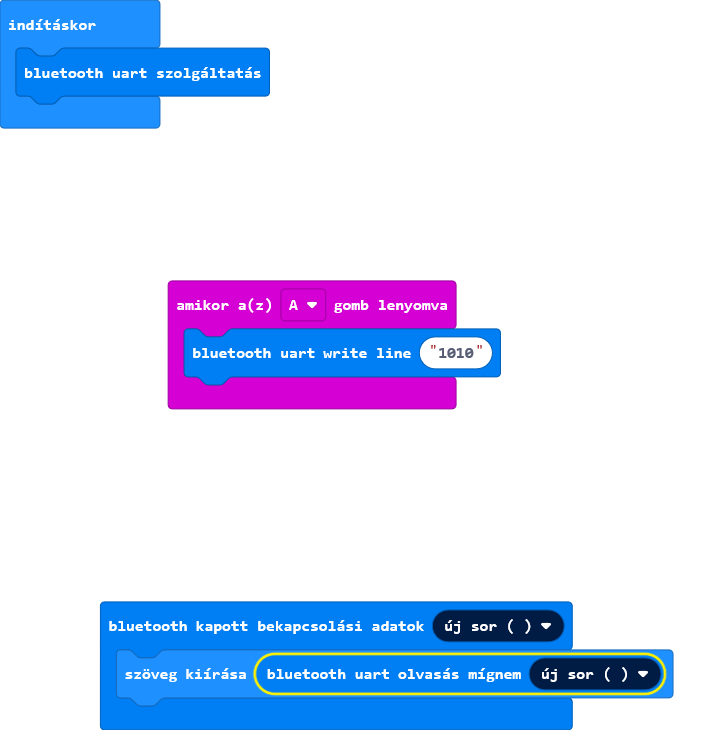 indításkor
bluetooth uart szolgáltatás
amikor a(z) A gomb lenyomva
bluetooth uart write line "1010"
bluetooth kapott bekapcsolási adatok új sor ( )
szöveg kiírása bluetooth uart olvasás mígnem új sor ( )